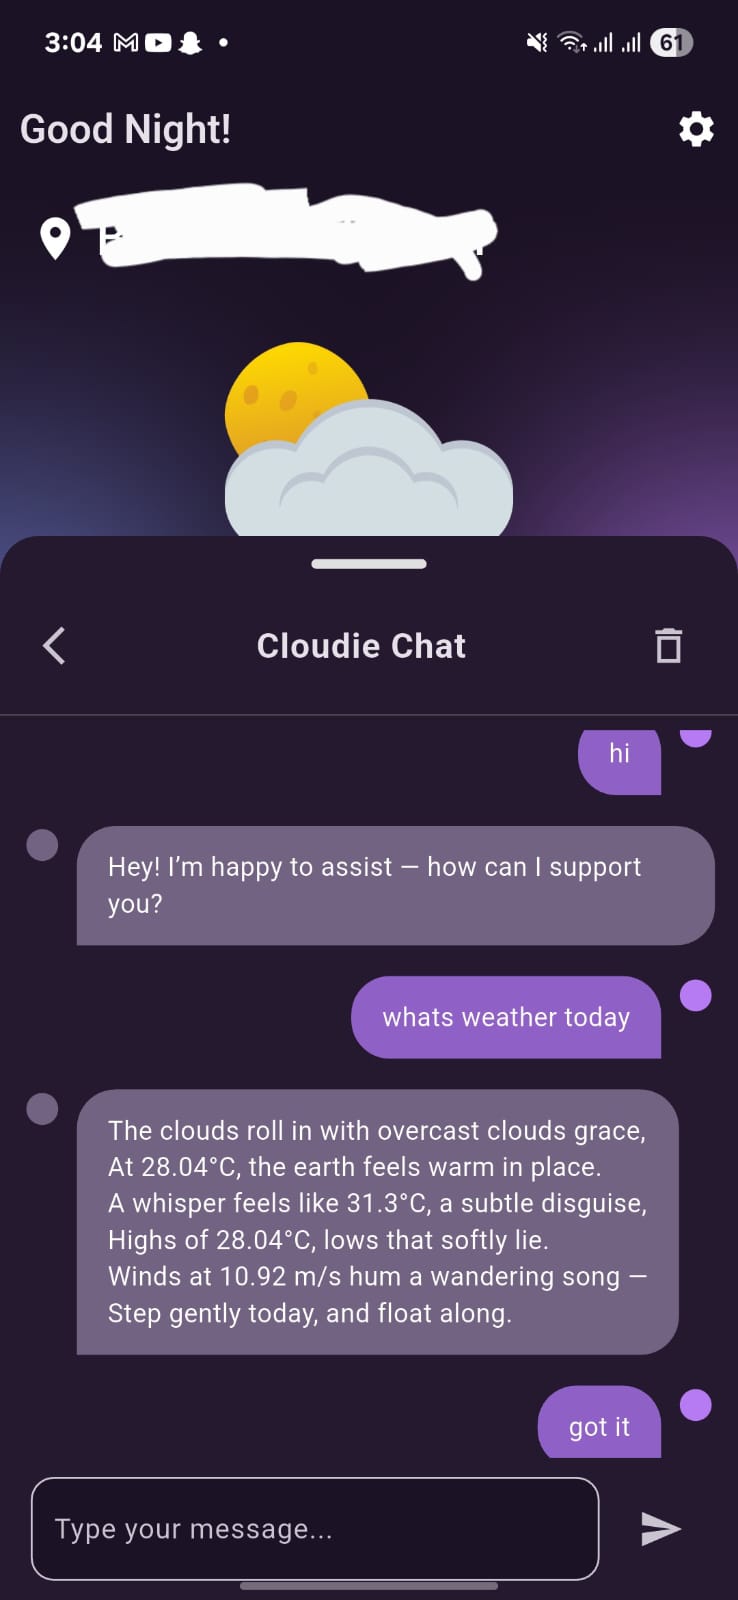 3:04
61
Good Night!
Cloudie Chat
hi
Hey! I’m happy to assist — how can I support
you?
whats weather today
The clouds roll in with overcast clouds grace,
At 28.04°C, the earth feels warm in place.
A whisper feels like 31.3°C, a subtle disguise,
Highs of 28.04°C, lows that softly lie.
Winds at 10.92 m/s hum a wandering song —
Step gently today, and float along.
got it
Type your message...